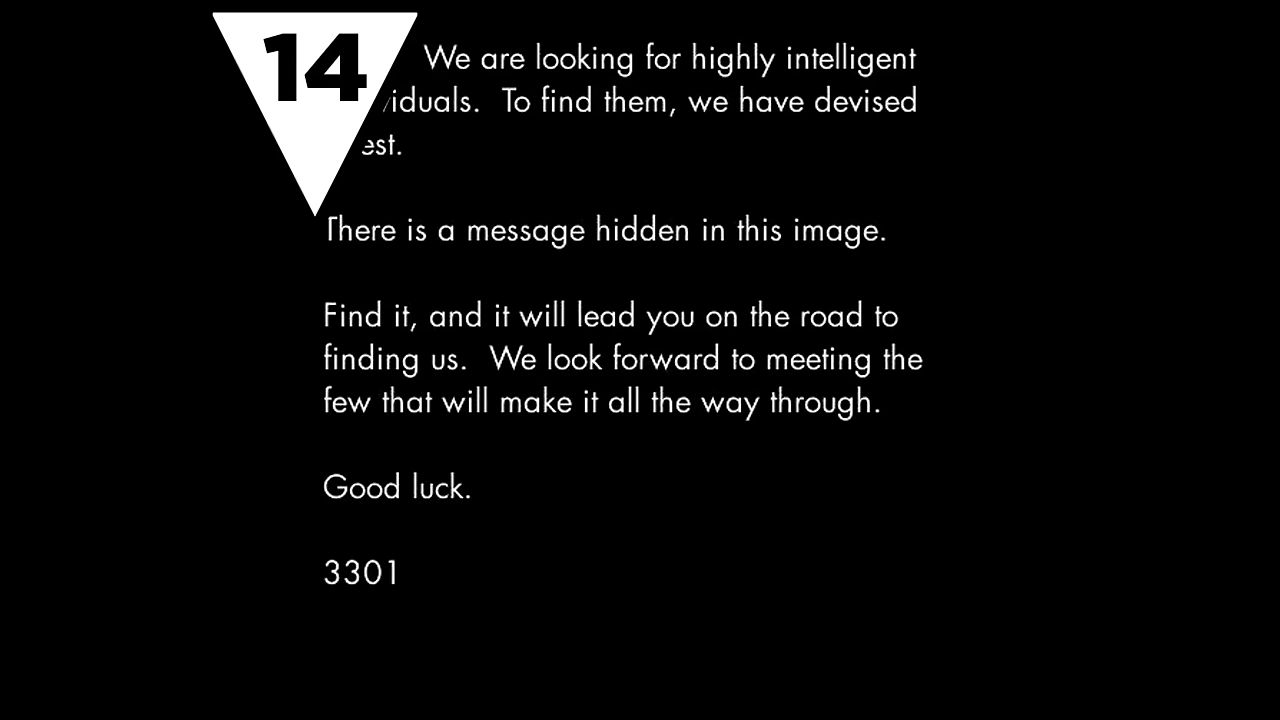 14
We are looking for highly intelligent
To find them, we have devised
There is a message hidden in this image.
Find it, and it will lead you on the road to
finding us. We look forward to meeting the
few that will make it all the way through.
Good luck.
3301